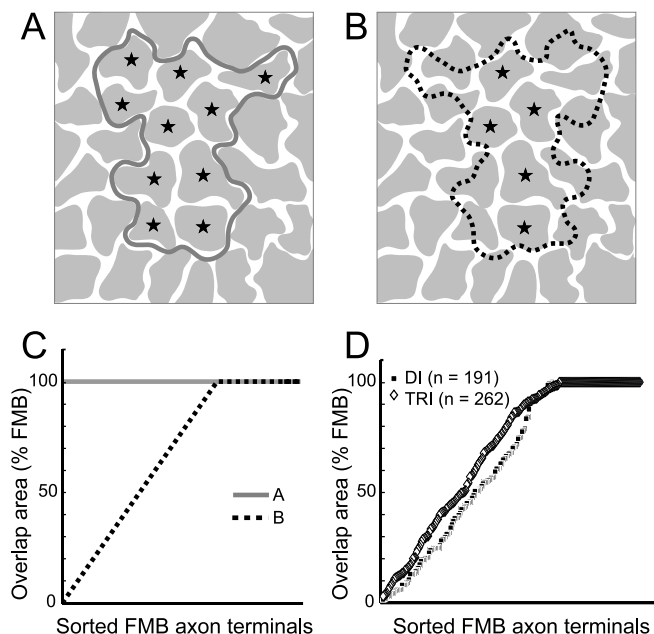 A
B
C
Overlap area (% FMB)
100
50
0
A
B
Sorted FMB axon terminals
D
Overlap area (% FMB)
100
50
0
DI (n = 191)
TRI (n = 262)
Sorted FMB axon terminals